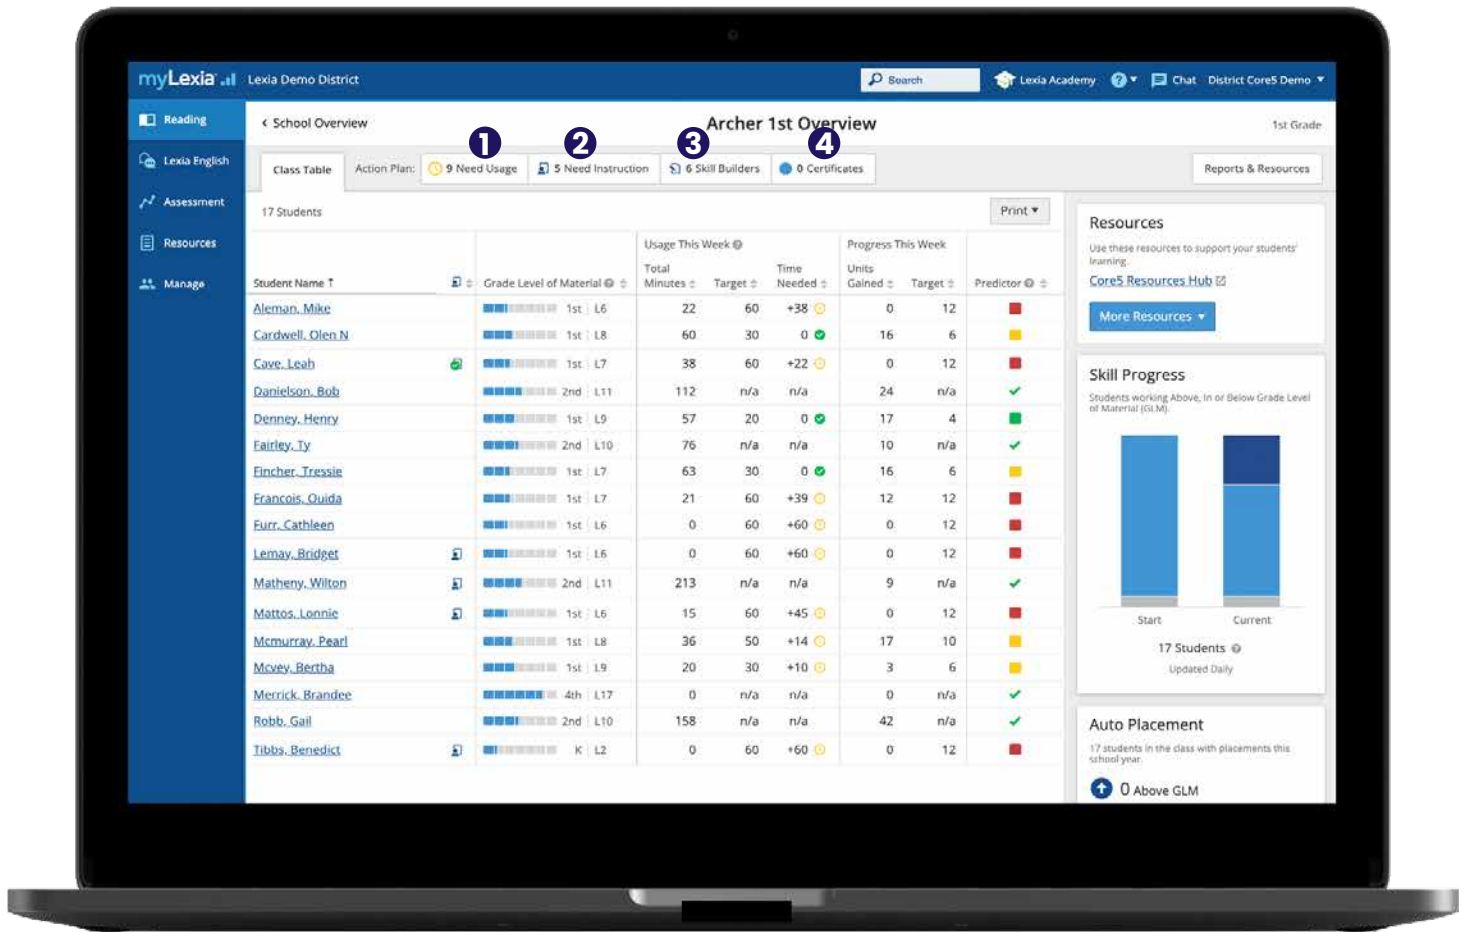 myLexia Lexia Demo District Search Lexia Academy ? Chat District Core5 Demo
Reading
Lexia English
Assessment
Resources
Manage
‹ School Overview Archer 1st Overview 1st Grade
1 2 3 4
Class Table Action Plan: 9 Need Usage 5 Need Instruction 6 Skill Builders 0 Certificates Reports & Resources
17 Students Print
Usage This Week Progress This Week
Student Name ↑ Grade Level of Material Total Minutes Target Time Needed Units Gained Target Predictor
Aleman, Mike 1st L6 22 60 +38 0 12
Cardwell, Olen N 1st L8 60 30 0 16 6
Cave, Leah 1st L7 38 60 +22 0 12
Danielson, Bob 2nd L11 112 n/a n/a 24 n/a
Denney, Henry 1st L9 57 20 0 17 4
Fairley, Ty 2nd L10 76 n/a n/a 10 n/a
Fincher, Tressie 1st L7 63 30 0 16 6
Francois, Ouida 1st L7 21 60 +39 12 12
Furr, Cathleen 1st L6 0 60 +60 0 12
Lemay, Bridget 1st L6 0 60 +60 0 12
Matheny, Wilton 2nd L11 213 n/a n/a 9 n/a
Mattos, Lonnie 1st L6 15 60 +45 0 12
Mcmurray, Pearl 1st L8 36 50 +14 17 10
Mcvey, Bertha 1st L9 20 30 +10 3 6
Merrick, Brandee 4th L17 0 n/a n/a 0 n/a
Robb, Gail 2nd L10 158 n/a n/a 42 n/a
Tibbs, Benedict K L2 0 60 +60 0 12
Resources
Use these resources to support your students'
learning.
Core5 Resources Hub
More Resources
Skill Progress
Students working Above, In or Below Grade Level
of Material (GLM).
Start Current
17 Students
Updated Daily
Auto Placement
17 students in the class with placements this
school year.
0 Above GLM